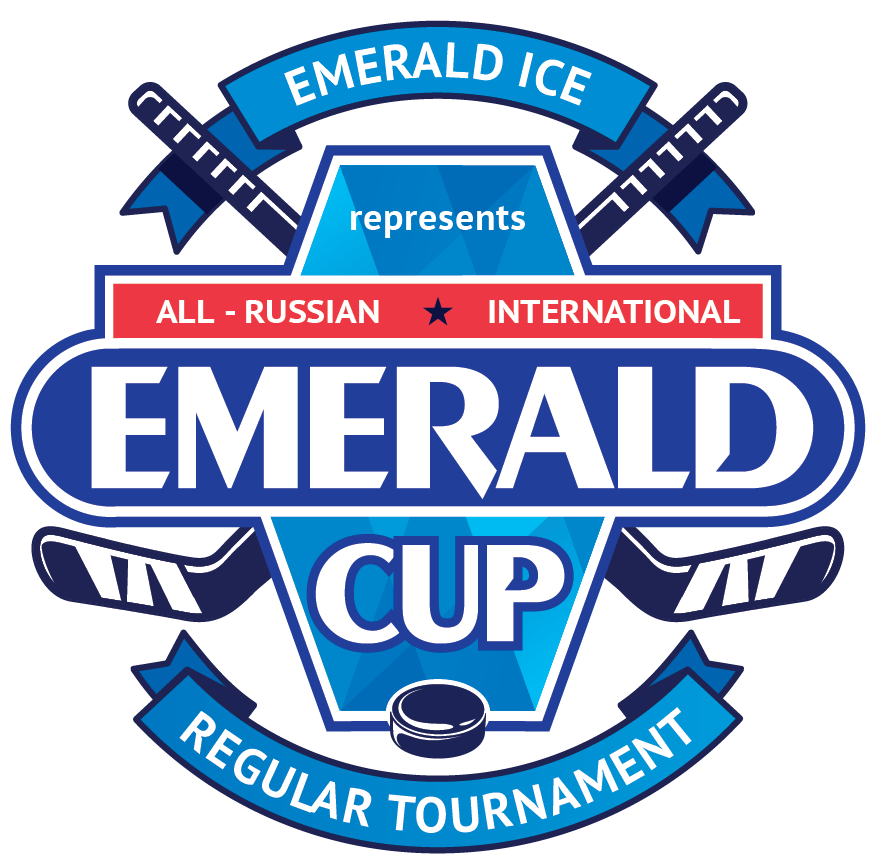 EMERALD ICE
represents
ALL - RUSSIAN ★ INTERNATIONAL
EMERALD
CUP
REGULAR TOURNAMENT